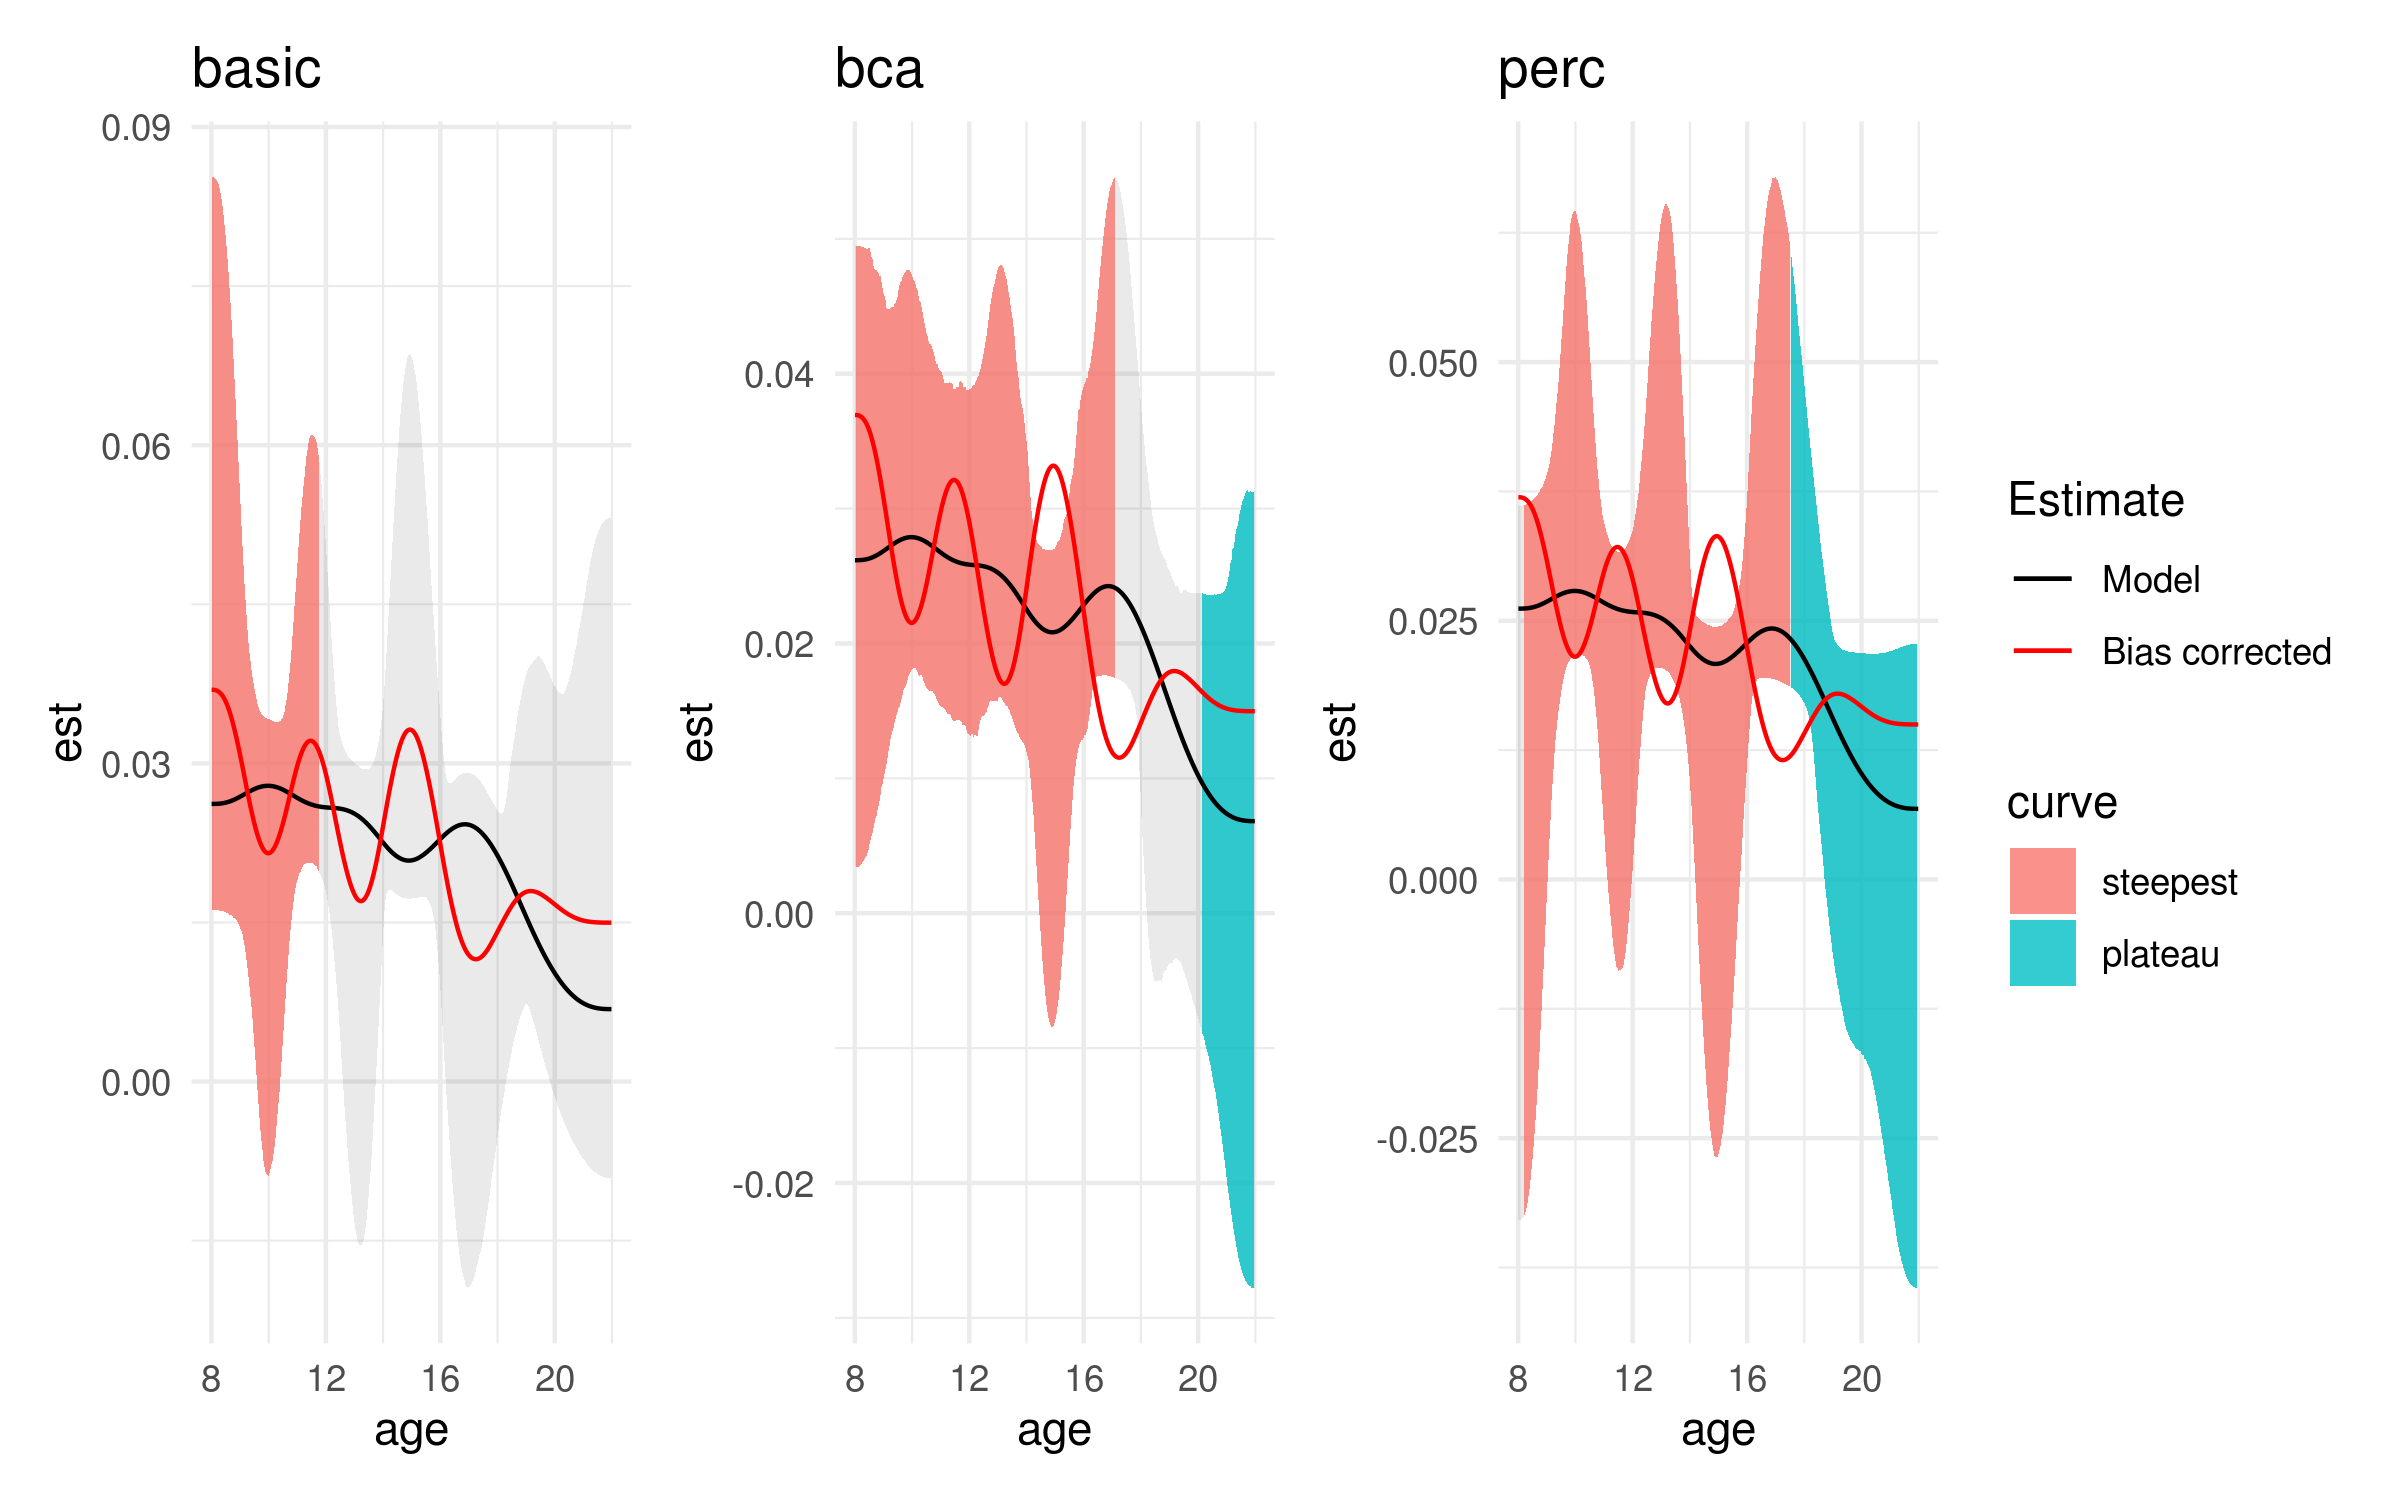 basic
0.09
0.06
0.03
0.00
est
8 12 16 20
age
bca
0.04
0.02
0.00
-0.02
est
8 12 16 20
age
perc
0.050
0.025
0.000
-0.025
est
8 12 16 20
age
Estimate
Model
Bias corrected
curve
steepest
plateau